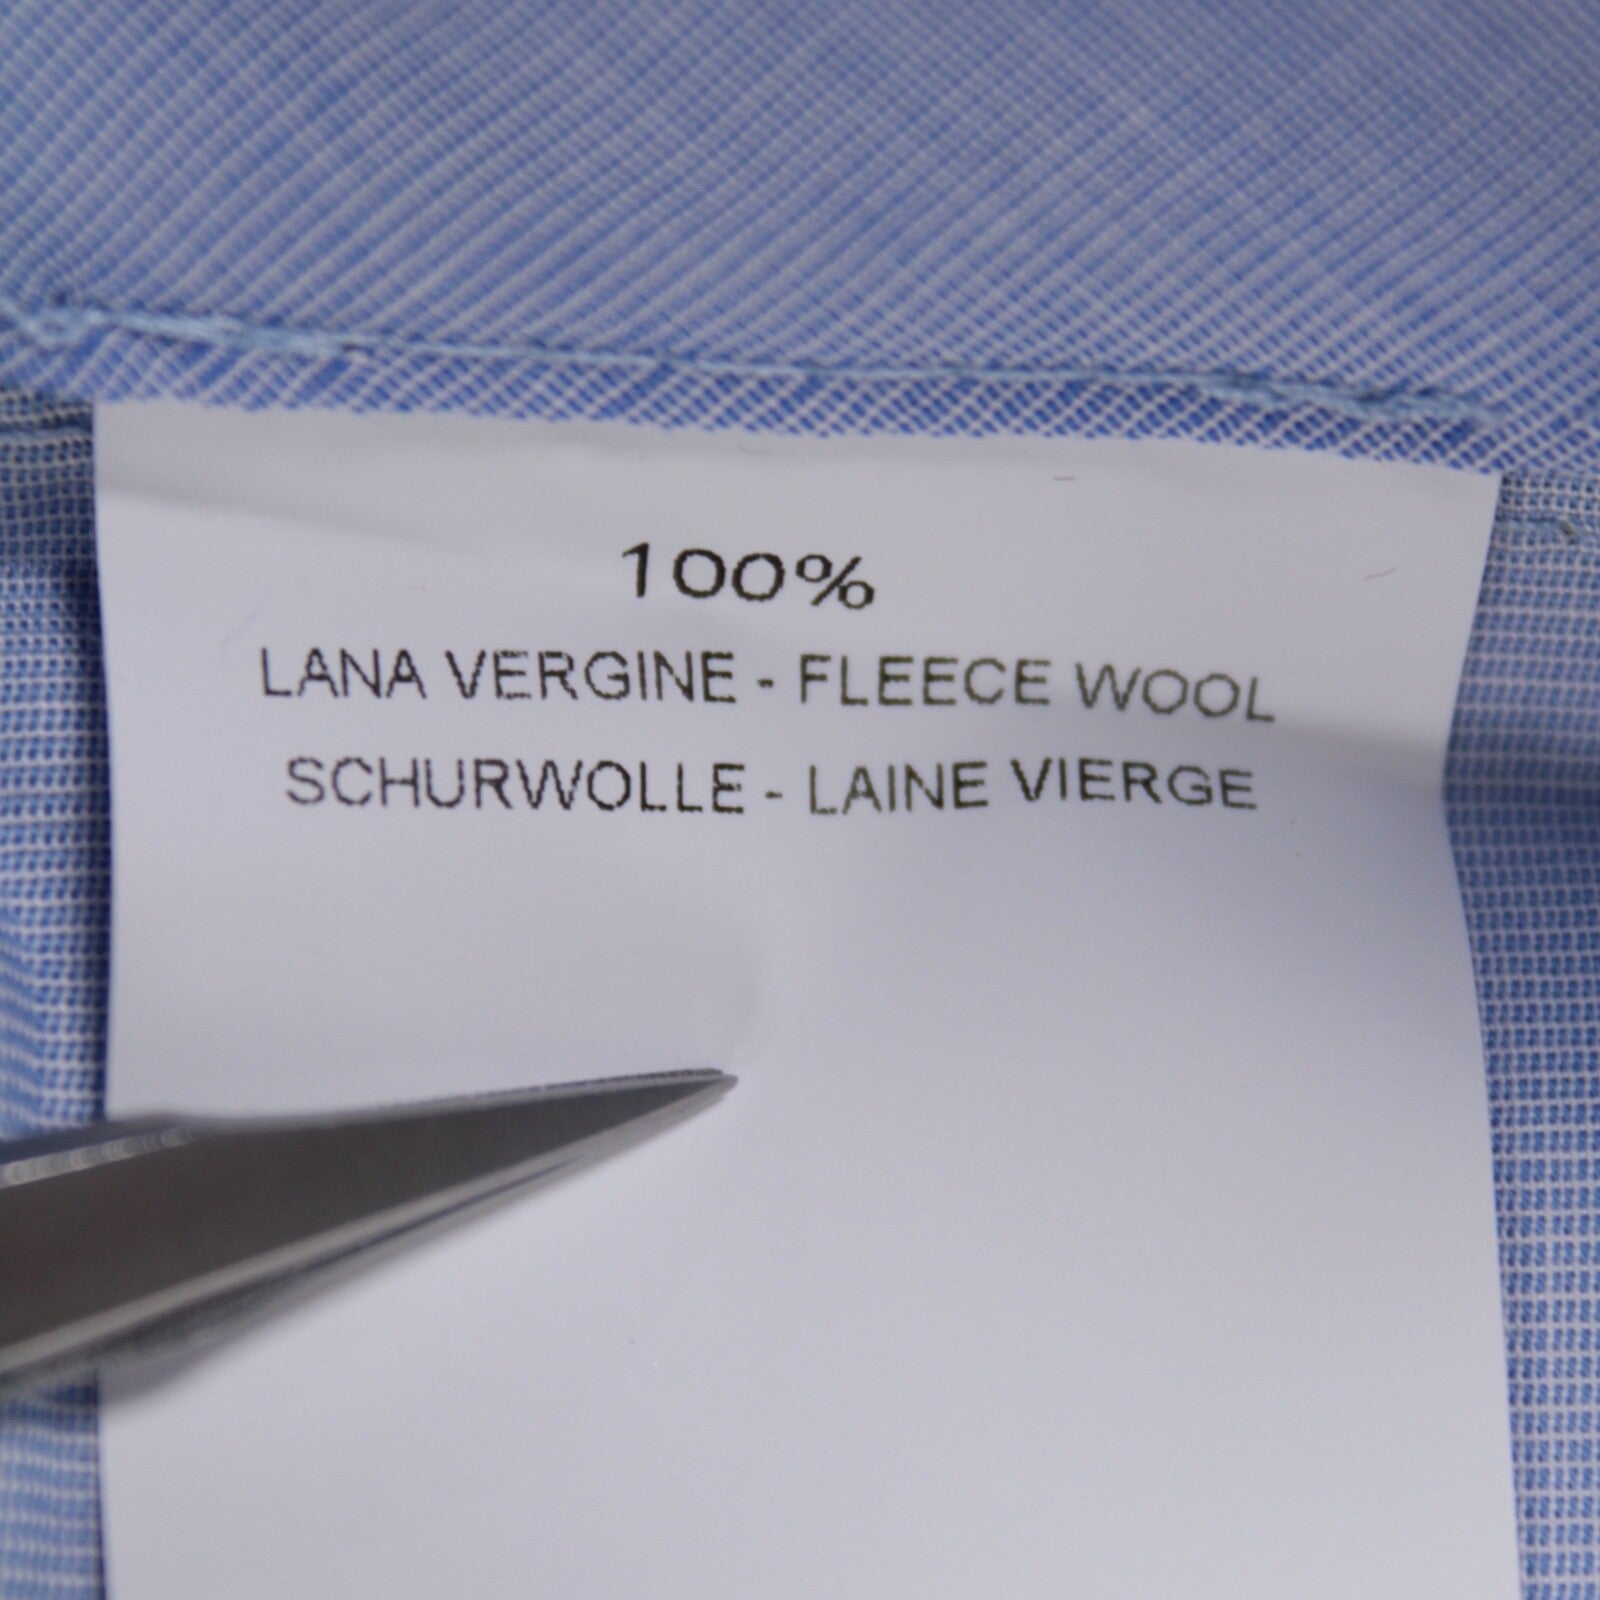 100%
LANA VERGINE - FLEECE WOOL
SCHURWOLLE - LAINE VIERGE